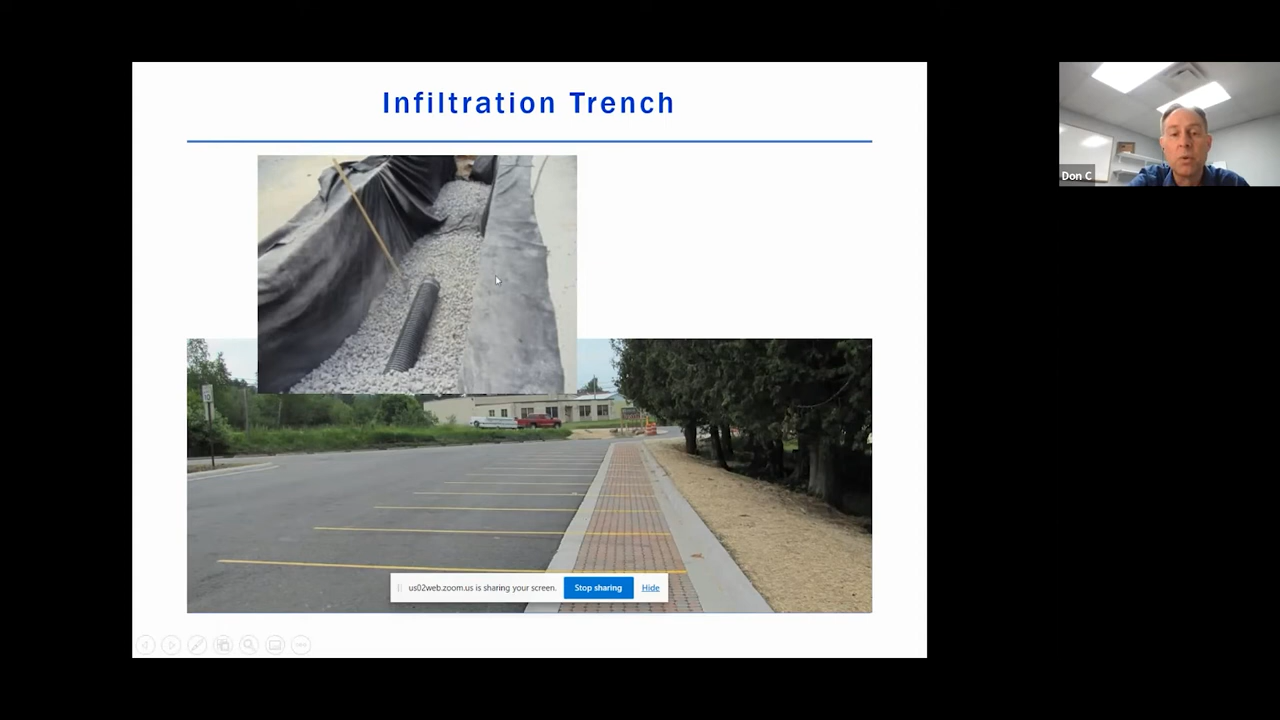 Infiltration Trench
Don C
us02web.zoom.us is sharing your screen.
Stop sharing
Hide